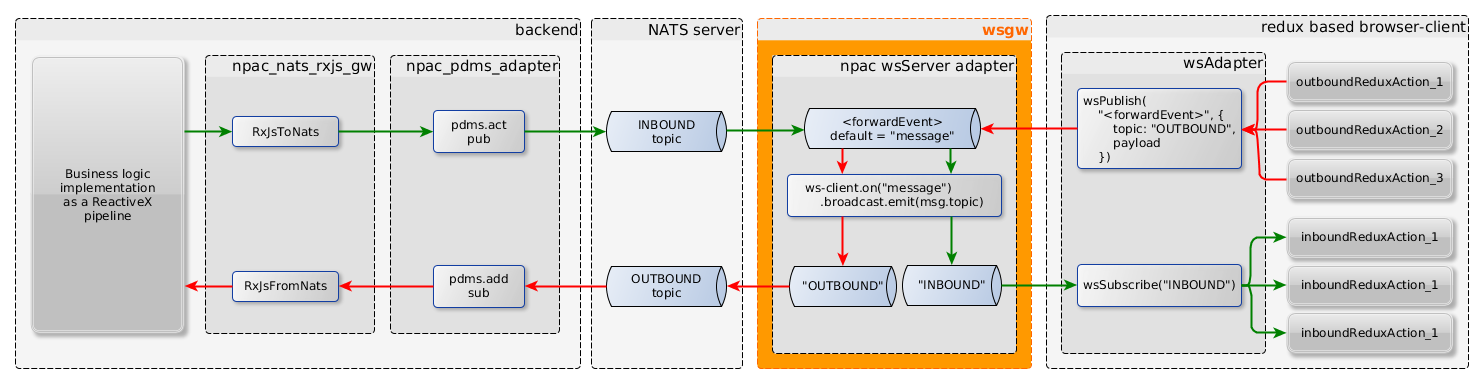 backend
npac_nats_rxjs_gw
npac_pdms_adapter
Business logic
implementation
as a ReactiveX
pipeline
RxJsToNats
pdms.act
pub
RxJsFromNats
pdms.add
sub
NATS server
INBOUND
topic
OUTBOUND
topic
wsgw
npac wsServer adapter
<forwardEvent>
default = "message"
ws-client.on("message")
.broadcast.emit(msg.topic)
"OUTBOUND"
"INBOUND"
redux based browser-client
wsAdapter
wsPublish(
"<forwardEvent>", {
topic: "OUTBOUND",
payload
})
wsSubscribe("INBOUND")
outboundReduxAction_1
outboundReduxAction_2
outboundReduxAction_3
inboundReduxAction_1
inboundReduxAction_1
inboundReduxAction_1